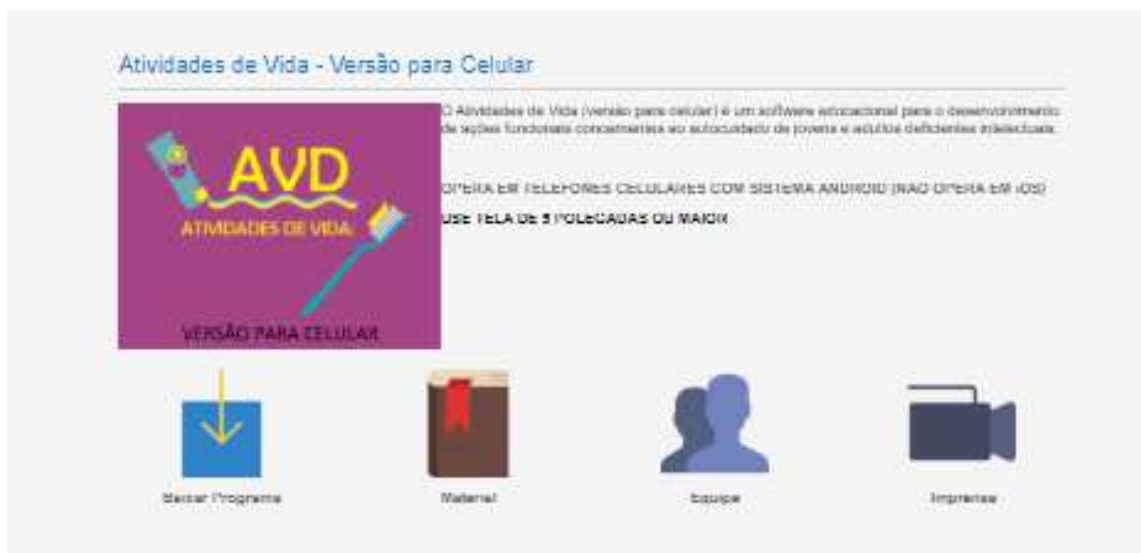 Atividades de Vida - Versão para Celular
O Atividades de Vida (versão para celular) é um software educacional para o desenvolvimento
de ações funcionais concernentes ao autocuidado de jovens e adultos deficientes intelectuais.
AVD
ATIVIDADES DE VIDA
VERSÃO PARA CELULAR
OPERA EM TELEFONES CELULARES COM SISTEMA ANDROID (NÃO OPERA EM iOS)
USE TELA DE 5 POLEGADAS OU MAIOR
Baixar Programa
Material
Equipe
Imprensa